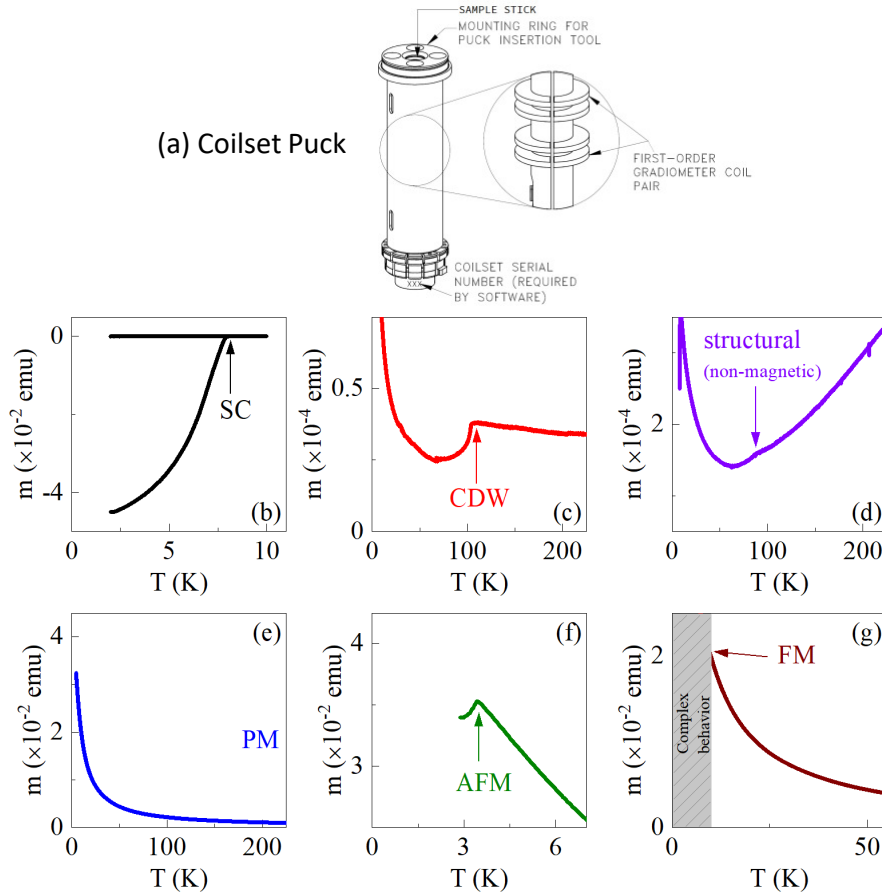 SAMPLE STICK
MOUNTING RING FOR
PUCK INSERTION TOOL
(a) Coilset Puck
FIRST-ORDER
GRADIOMETER COIL
PAIR
COILSET SERIAL
NUMBER (REQUIRED
BY SOFTWARE)
XXX
m (×10⁻² emu)
0
-4
SC
(b)
0 5 10
T (K)
m (×10⁻⁴ emu)
0.5
0
CDW
(c)
0 100 200
T (K)
m (×10⁻⁴ emu)
2
structural
(non-magnetic)
(d)
0 100 200
T (K)
m (×10⁻² emu)
4
3
2
1
0
PM
(e)
0 100 200
T (K)
m (×10⁻² emu)
4
3
AFM
(f)
3 6
T (K)
m (×10⁻² emu)
2
0
Complex
behavior
FM
(g)
0 25 50
T (K)